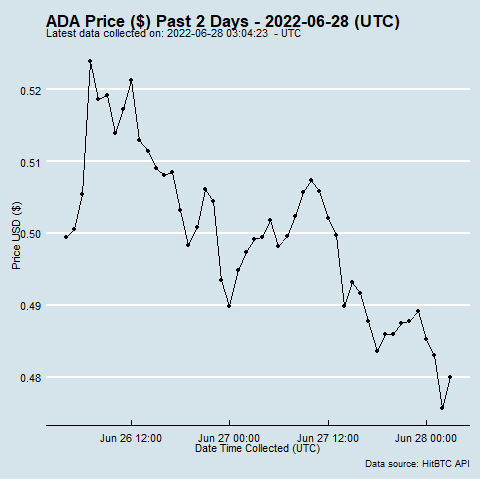 ADA Price ($) Past 2 Days - 2022-06-28 (UTC)
Latest data collected on: 2022-06-28 03:04:23 - UTC
0.52
0.51
0.50
0.49
0.48
Price USD ($)
Jun 26 12:00 Jun 27 00:00 Jun 27 12:00 Jun 28 00:00
Date Time Collected (UTC)
Data source: HitBTC API